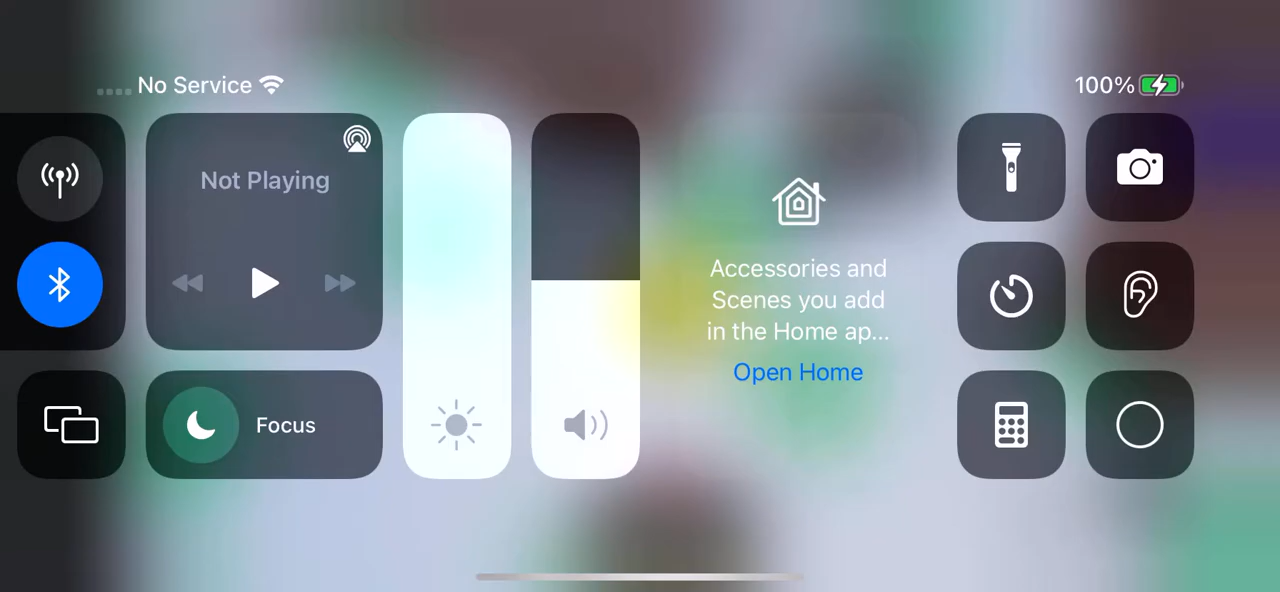 No Service
100%
Not Playing
Accessories and
Scenes you add
in the Home ap...
Open Home
Focus